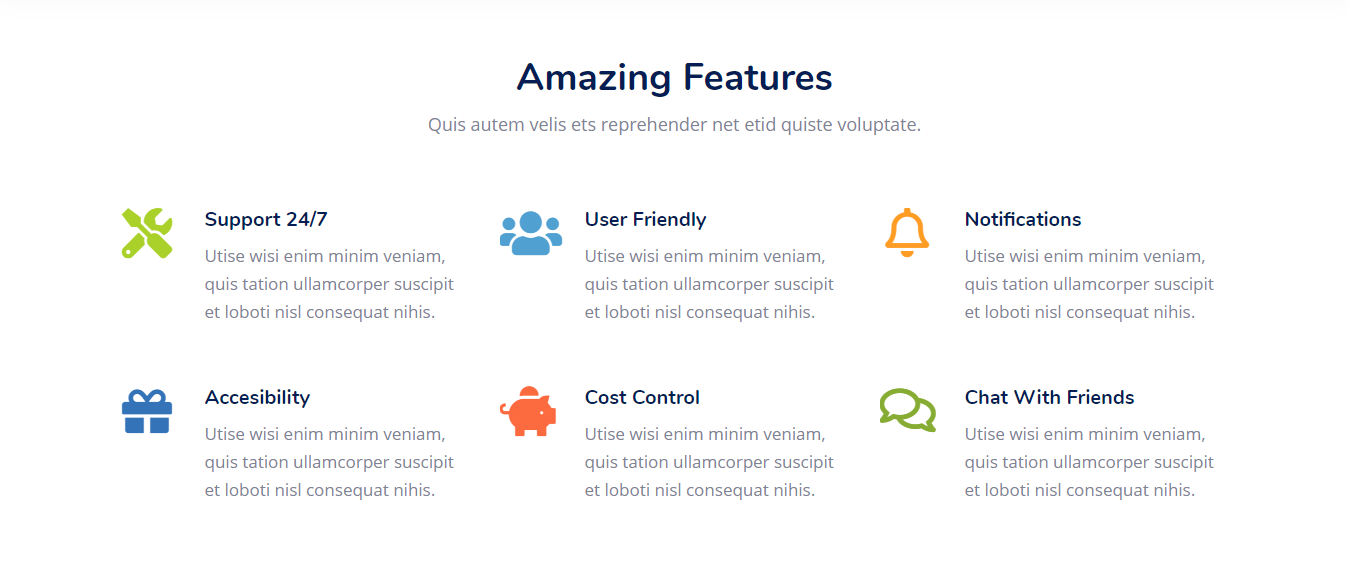 Amazing Features
Quis autem velis ets reprehender net etid quiste voluptate.
Support 24/7
Utise wisi enim minim veniam,
quis tation ullamcorper suscipit
et loboti nisl consequat nihis.
User Friendly
Utise wisi enim minim veniam,
quis tation ullamcorper suscipit
et loboti nisl consequat nihis.
Notifications
Utise wisi enim minim veniam,
quis tation ullamcorper suscipit
et loboti nisl consequat nihis.
Accesibility
Utise wisi enim minim veniam,
quis tation ullamcorper suscipit
et loboti nisl consequat nihis.
Cost Control
Utise wisi enim minim veniam,
quis tation ullamcorper suscipit
et loboti nisl consequat nihis.
Chat With Friends
Utise wisi enim minim veniam,
quis tation ullamcorper suscipit
et loboti nisl consequat nihis.